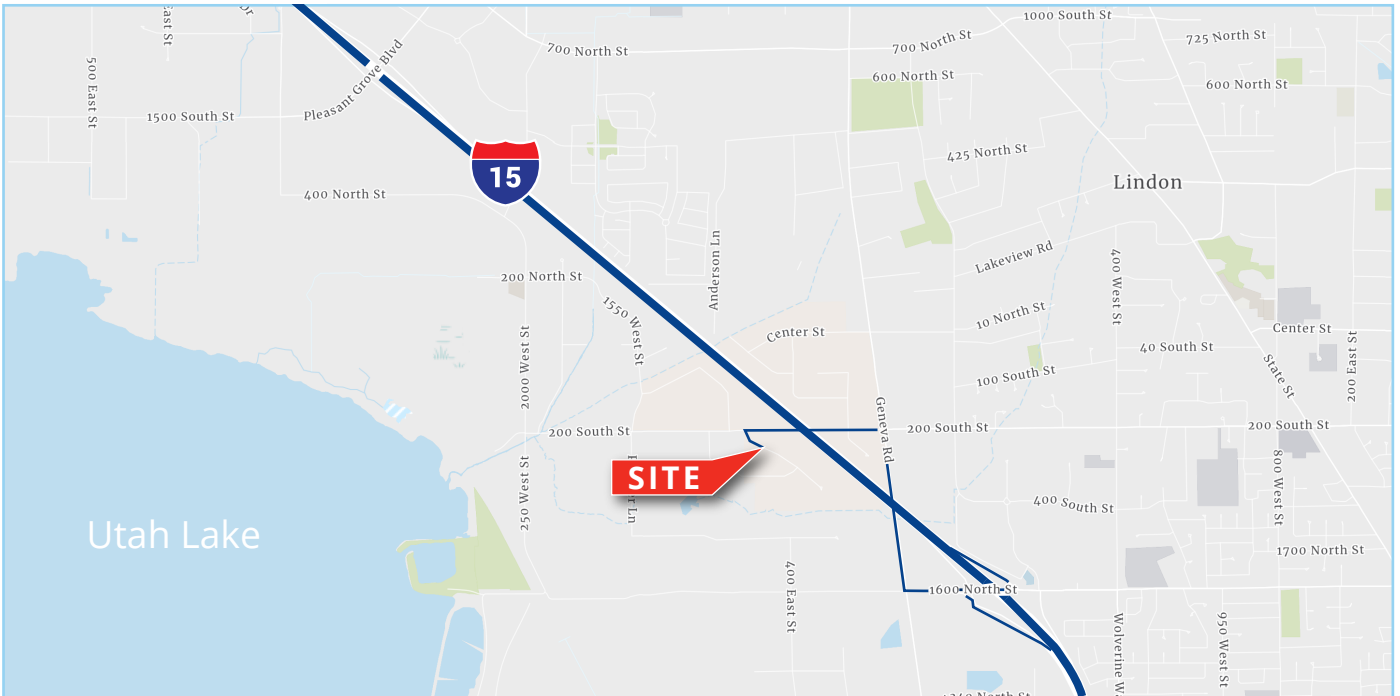 1000 South St
East St
Dr
700 North St
700 North St
725 North St
Pleasant Grove Blvd
500 East St
600 North St
600 North St
1500 South St
425 North St
15
Lindon
400 North St
Lakeview Rd
Anderson Ln
200 North St
400 West St
1550 West St
10 North St
Center St
Center St
2000 West St
40 South St
State St
200 East St
100 South St
Geneva Rd
200 South St
200 South St
200 South St
SITE
250 West St
Ln
800 West St
400 South St
Utah Lake
1700 North St
400 East St
1600 North St
950 West St
Wolverine W